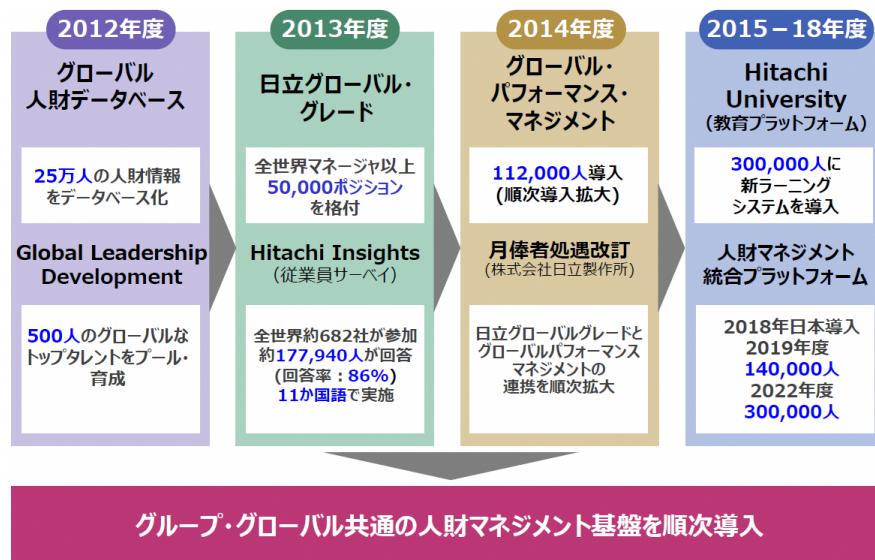 2012年度
グローバル
人財データベース
25万人の人財情報
をデータベース化
Global Leadership
Development
500人のグローバルな
トップタレントをプール・
育成
2013年度
日立グローバル・
グレード
全世界マネージャ以上
50,000ポジション
を格付
Hitachi Insights
（従業員サーベイ）
全世界約682社が参加
約177,940人が回答
(回答率：86%)
11か国語で実施
2014年度
グローバル・
パフォーマンス・
マネジメント
112,000人導入
(順次導入拡大)
月俸者処遇改訂
(株式会社日立製作所)
日立グローバルグレードと
グローバルパフォーマンス
マネジメントの
連携を順次拡大
2015－18年度
Hitachi
University
（教育プラットフォーム）
300,000人に
新ラーニング
システムを導入
人財マネジメント
統合プラットフォーム
2018年日本導入
2019年度
140,000人
2022年度
300,000人
グループ・グローバル共通の人財マネジメント基盤を順次導入